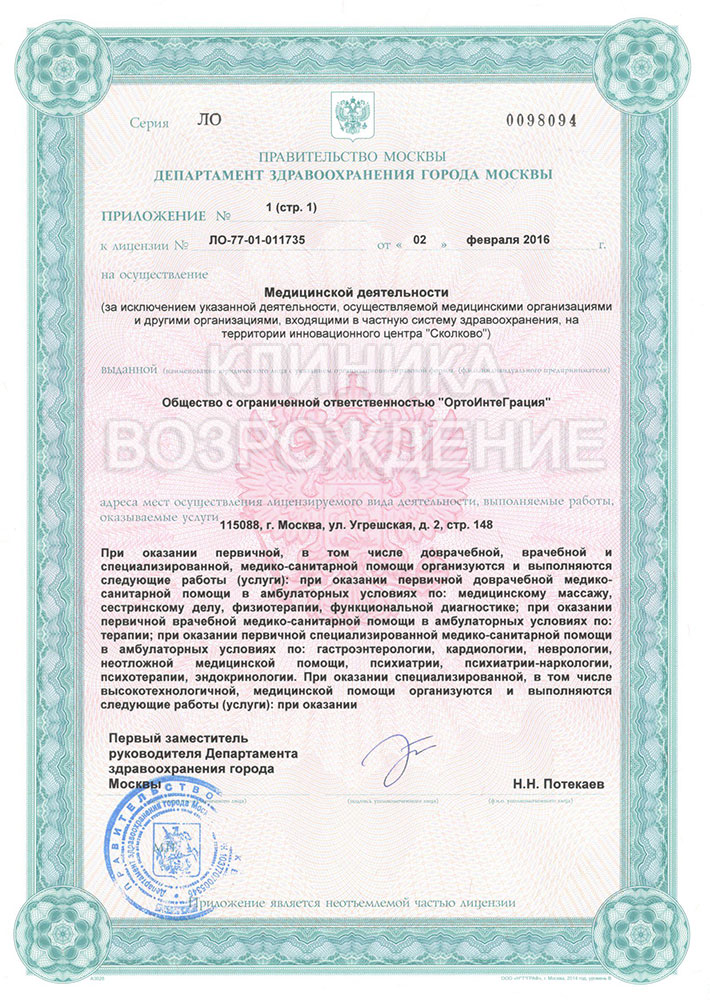 Серия ЛО 0098094
ПРАВИТЕЛЬСТВО МОСКВЫ
ДЕПАРТАМЕНТ ЗДРАВООХРАНЕНИЯ ГОРОДА МОСКВЫ
ПРИЛОЖЕНИЕ № 1 (стр. 1)
к лицензии № ЛО-77-01-011735 от « 02 » февраля 2016 г.
на осуществление
Медицинской деятельности
(за исключением указанной деятельности, осуществляемой медицинскими организациями
и другими организациями, входящими в частную систему здравоохранения, на
территории инновационного центра "Сколково")
КЛИНИКА
выданной (наименование юридического лица с указанием организационно-правовой формы, (ф.и.о. индивидуального предпринимателя)
Общество с ограниченной ответственностью "ОртоИнтеГрация"
ВОЗРОЖДЕНИЕ
адреса мест осуществления лицензируемого вида деятельности, выполняемые работы,
оказываемые услуги 115088, г. Москва, ул. Угрешская, д. 2, стр. 148
При оказании первичной, в том числе доврачебной, врачебной и
специализированной, медико-санитарной помощи организуются и выполняются
следующие работы (услуги): при оказании первичной доврачебной медико-
санитарной помощи в амбулаторных условиях по: медицинскому массажу,
сестринскому делу, физиотерапии, функциональной диагностике; при оказании
первичной врачебной медико-санитарной помощи в амбулаторных условиях по:
терапии; при оказании первичной специализированной медико-санитарной помощи
в амбулаторных условиях по: гастроэнтерологии, кардиологии, неврологии,
неотложной медицинской помощи, психиатрии, психиатрии-наркологии,
психотерапии, эндокринологии. При оказании специализированной, в том числе
высокотехнологичной, медицинской помощи организуются и выполняются
следующие работы (услуги): при оказании
Первый заместитель
руководителя Департамента
здравоохранения города
Москвы Н.Н. Потекаев
(подпись уполномоченного лица) (ф.и.о. уполномоченного лица)
ПРАВИТЕЛЬСТВО
Департамент здравоохранения города Москвы
М.П.
Приложение является неотъемлемой частью лицензии